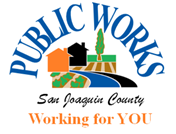 PUBLIC WORKS
San Joaquin County
Working for YOU